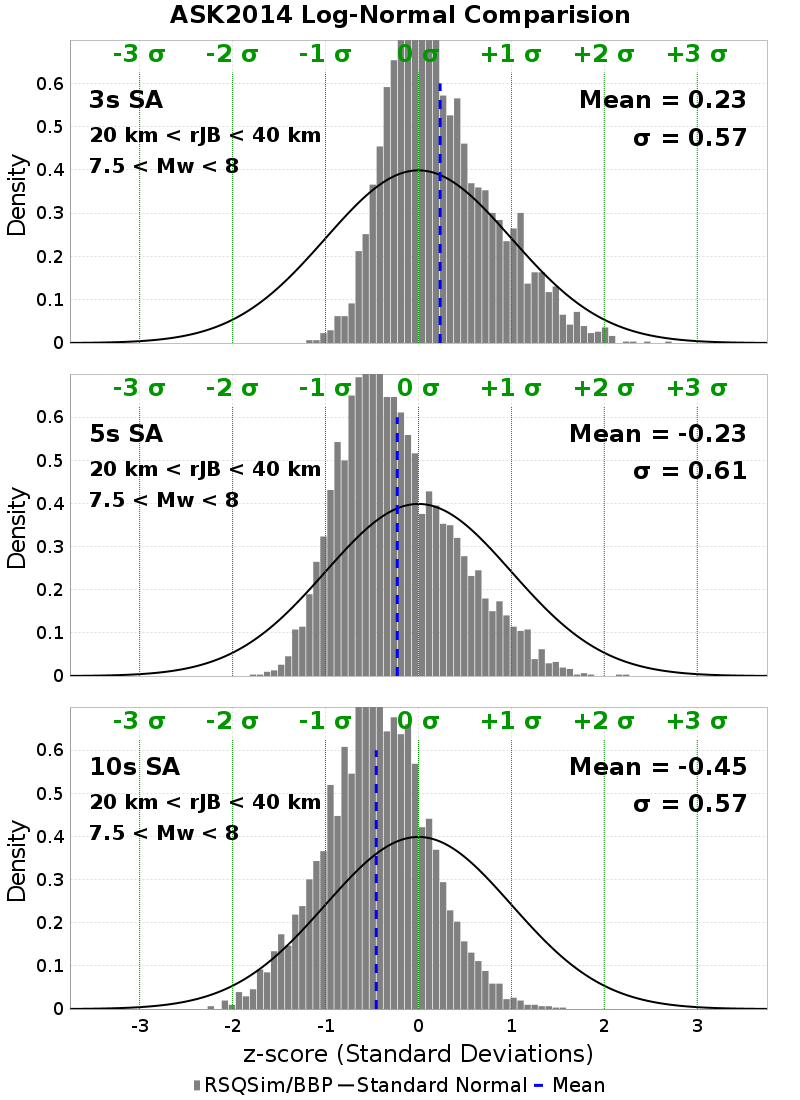 ASK2014 Log-Normal Comparision
-3 σ -2 σ -1 σ 0 σ +1 σ +2 σ +3 σ
3s SA
20 km < rJB < 40 km
7.5 < Mw < 8
Mean = 0.23
σ = 0.57
Density
0.6
0.5
0.4
0.3
0.2
0.1
0
-3 σ -2 σ -1 σ 0 σ +1 σ +2 σ +3 σ
5s SA
20 km < rJB < 40 km
7.5 < Mw < 8
Mean = -0.23
σ = 0.61
Density
0.6
0.5
0.4
0.3
0.2
0.1
0
-3 σ -2 σ -1 σ 0 σ +1 σ +2 σ +3 σ
10s SA
20 km < rJB < 40 km
7.5 < Mw < 8
Mean = -0.45
σ = 0.57
Density
0.6
0.5
0.4
0.3
0.2
0.1
0
-3 -2 -1 0 1 2 3
z-score (Standard Deviations)
RSQSim/BBP Standard Normal Mean